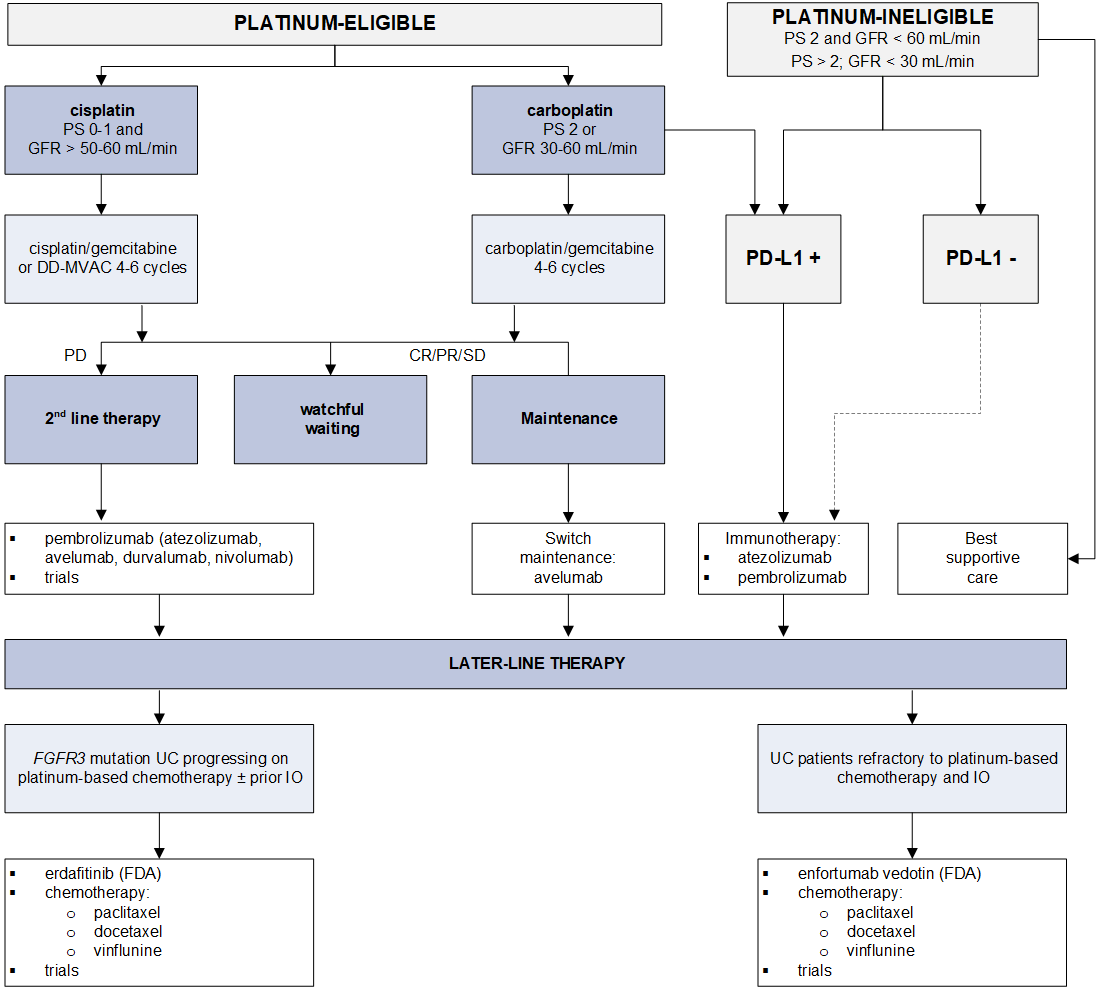 PLATINUM-ELIGIBLE
PLATINUM-INELIGIBLE
PS 2 and GFR < 60 mL/min
PS > 2; GFR < 30 mL/min
cisplatin
PS 0-1 and
GFR > 50-60 mL/min
carboplatin
PS 2 or
GFR 30-60 mL/min
cisplatin/gemcitabine
or DD-MVAC 4-6 cycles
carboplatin/gemcitabine
4-6 cycles
PD-L1 +
PD-L1 -
PD
CR/PR/SD
2nd line therapy
watchful
waiting
Maintenance
▪ pembrolizumab (atezolizumab,
avelumab, durvalumab, nivolumab)
▪ trials
Switch
maintenance:
avelumab
Immunotherapy:
▪ atezolizumab
▪ pembrolizumab
Best
supportive
care
LATER-LINE THERAPY
FGFR3 mutation UC progressing on
platinum-based chemotherapy ± prior IO
UC patients refractory to platinum-based
chemotherapy and IO
▪ erdafitinib (FDA)
▪ chemotherapy:
o paclitaxel
o docetaxel
o vinflunine
▪ trials
▪ enfortumab vedotin (FDA)
▪ chemotherapy:
o paclitaxel
o docetaxel
o vinflunine
▪ trials